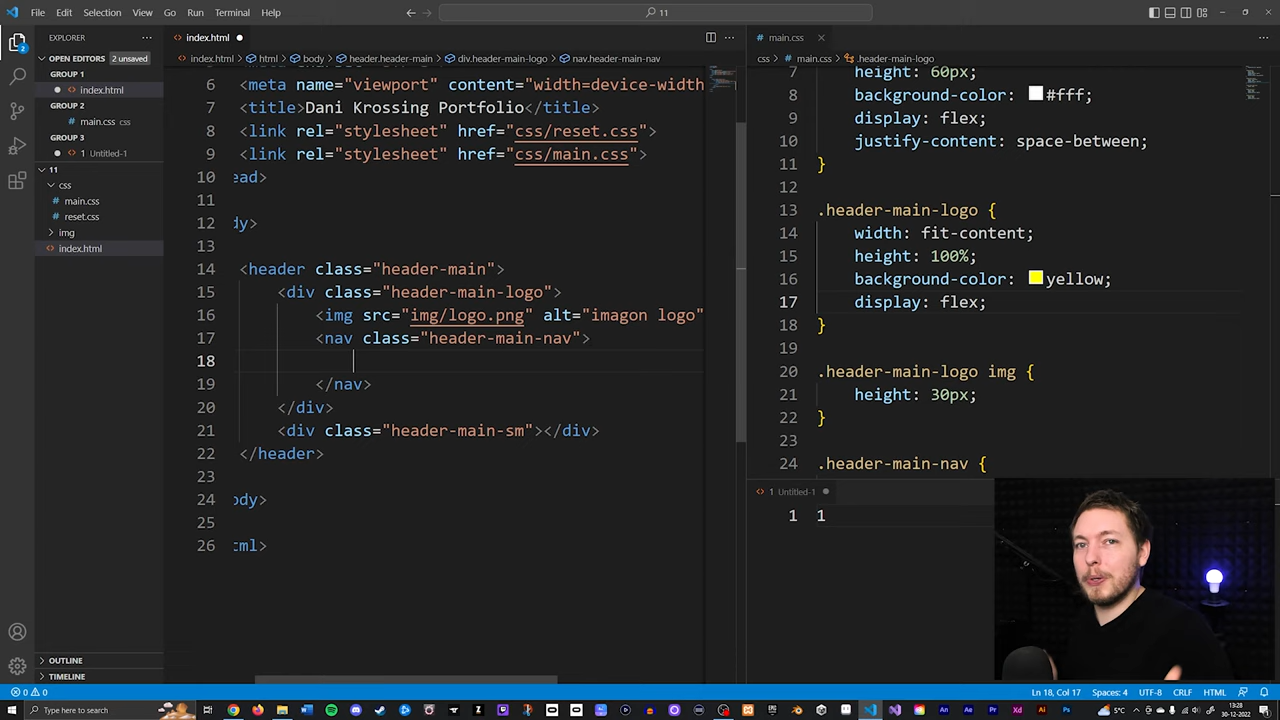 File Edit Selection View Go Run Terminal Help
11
EXPLORER
OPEN EDITORS 2 unsaved
GROUP 1
index.html
GROUP 2
main.css css
GROUP 3
1 Untitled-1
11
css
main.css
reset.css
img
index.html
OUTLINE
TIMELINE
index.html
index.html > html > body > header.header-main > div.header-main-logo > nav.header-main-nav
6 <meta name="viewport" content="width=device-width
7 <title>Dani Krossing Portfolio</title>
8 <link rel="stylesheet" href="css/reset.css">
9 <link rel="stylesheet" href="css/main.css">
10 ead>
11
12 dy>
13
14 <header class="header-main">
15 <div class="header-main-logo">
16 <img src="img/logo.png" alt="imagon logo"
17 <nav class="header-main-nav">
18
19 </nav>
20 </div>
21 <div class="header-main-sm"></div>
22 </header>
23
24 ody>
25
26 tml>
main.css
css > main.css > .header-main-logo
7 height: 60px;
8 background-color: #fff;
9 display: flex;
10 justify-content: space-between;
11 }
12
13 .header-main-logo {
14 width: fit-content;
15 height: 100%;
16 background-color: yellow;
17 display: flex;
18 }
19
20 .header-main-logo img {
21 height: 30px;
22 }
23
24 .header-main-nav {
1 Untitled-1
1 1
0 0
Ln 18, Col 17 Spaces: 4 UTF-8 CRLF HTML
Type here to search
5°C
13:28
30-12-2022